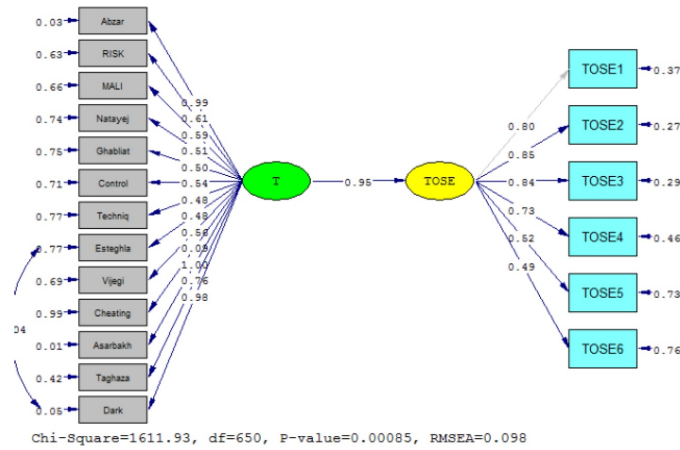 0.03 Abzar
0.63 RISK
0.66 MALI
0.74 Natayej
0.75 Ghabliat
0.71 Control
0.77 Techniq
0.77 Esteghla
0.69 Vijegi
0.99 Cheating
0.01 Asarbakh
0.42 Taghaza
0.05 Dark
04
0.99
0.61
0.59
0.51
0.50
0.54
0.48
0.48
0.56
0.09
1.00
0.76
0.98
T
0.95
TOSE
0.80
0.85
0.84
0.73
0.52
0.49
TOSE1 0.37
TOSE2 0.27
TOSE3 0.29
TOSE4 0.46
TOSE5 0.73
TOSE6 0.76
Chi-Square=1611.93, df=650, P-value=0.00085, RMSEA=0.098